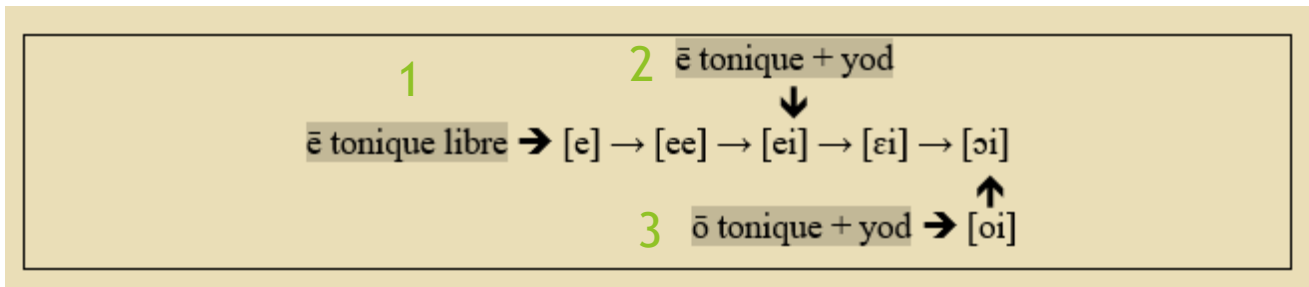 1
2 ē tonique + yod
🡻
ē tonique libre ➔ [e] → [ee] → [ei] → [ɛi] → [ɔi]
🡹
3 ō tonique + yod ➔ [oi]